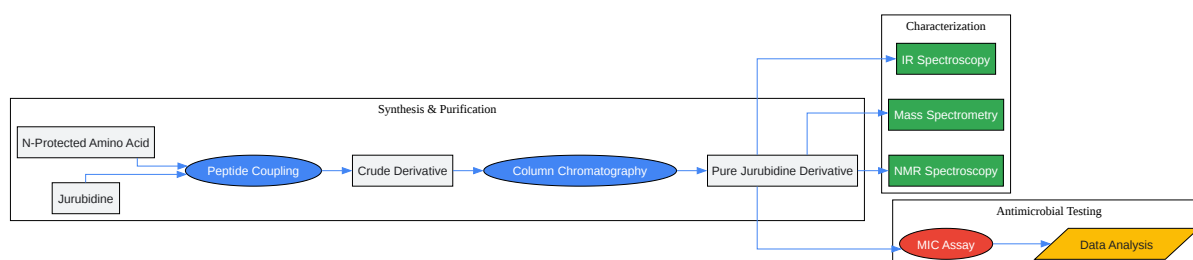 Characterization
IR Spectroscopy
Synthesis & Purification
Mass Spectrometry
N-Protected Amino Acid
Peptide Coupling
Crude Derivative
Column Chromatography
Pure Jurubidine Derivative
NMR Spectroscopy
Jurubidine
Antimicrobial Testing
MIC Assay
Data Analysis